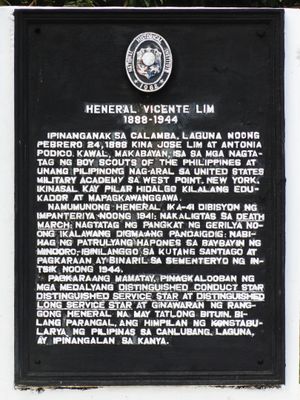 HENERAL VICENTE LIM
1888-1944
IPINANGANAK SA CALAMBA, LAGUNA NOONG
PEBRERO 24, 1888 KINA JOSE LIM AT ANTONIA
PODICO. KAWAL, MAKABAYAN, ISA SA MGA NAGTA-
TAG NG BOY SCOUTS OF THE PHILIPPINES AT
UNANG PILIPINONG NAG-ARAL SA UNITED STATES
MILITARY ACADEMY SA WEST POINT, NEW YORK.
IKINASAL KAY PILAR HIDALGO KILALANG EDU-
KADOR AT MAPAGKAWANGGAWA.
NAMUMUNONG HENERAL, IKA-41 DIBISYON NG
IMPANTERIYA NOONG 1941; NAKALIGTAS SA DEATH
MARCH; NAGTATAG NG PANGKAT NG GERILYA NO-
ONG IKALAWANG DIGMAANG PANDAIGDIG; NABI-
HAG NG PATRULYANG HAPONES SA BAYBAYIN NG
MINDORO; IBINILANGGO SA KUTANG SANTIAGO AT
PAGKARAAN AY BINARIL SA SEMENTERYO NG IN-
TSIK NOONG 1944.
PAGKARAANG MAMATAY, PINAGKALOOBAN NG
MGA MEDALYANG DISTINGUISHED CONDUCT STAR
DISTINGUISHED SERVICE STAR AT DISTINGUISHED
LONG SERVICE STAR AT GINAWARAN NG RANG-
GONG HENERAL NA MAY TATLONG BITUIN. BI-
LANG PARANGAL, ANG HIMPILAN NG KONSTABU-
LARYA NG PILIPINAS SA CANLUBANG, LAGUNA,
AY IPINANGALAN SA KANYA.